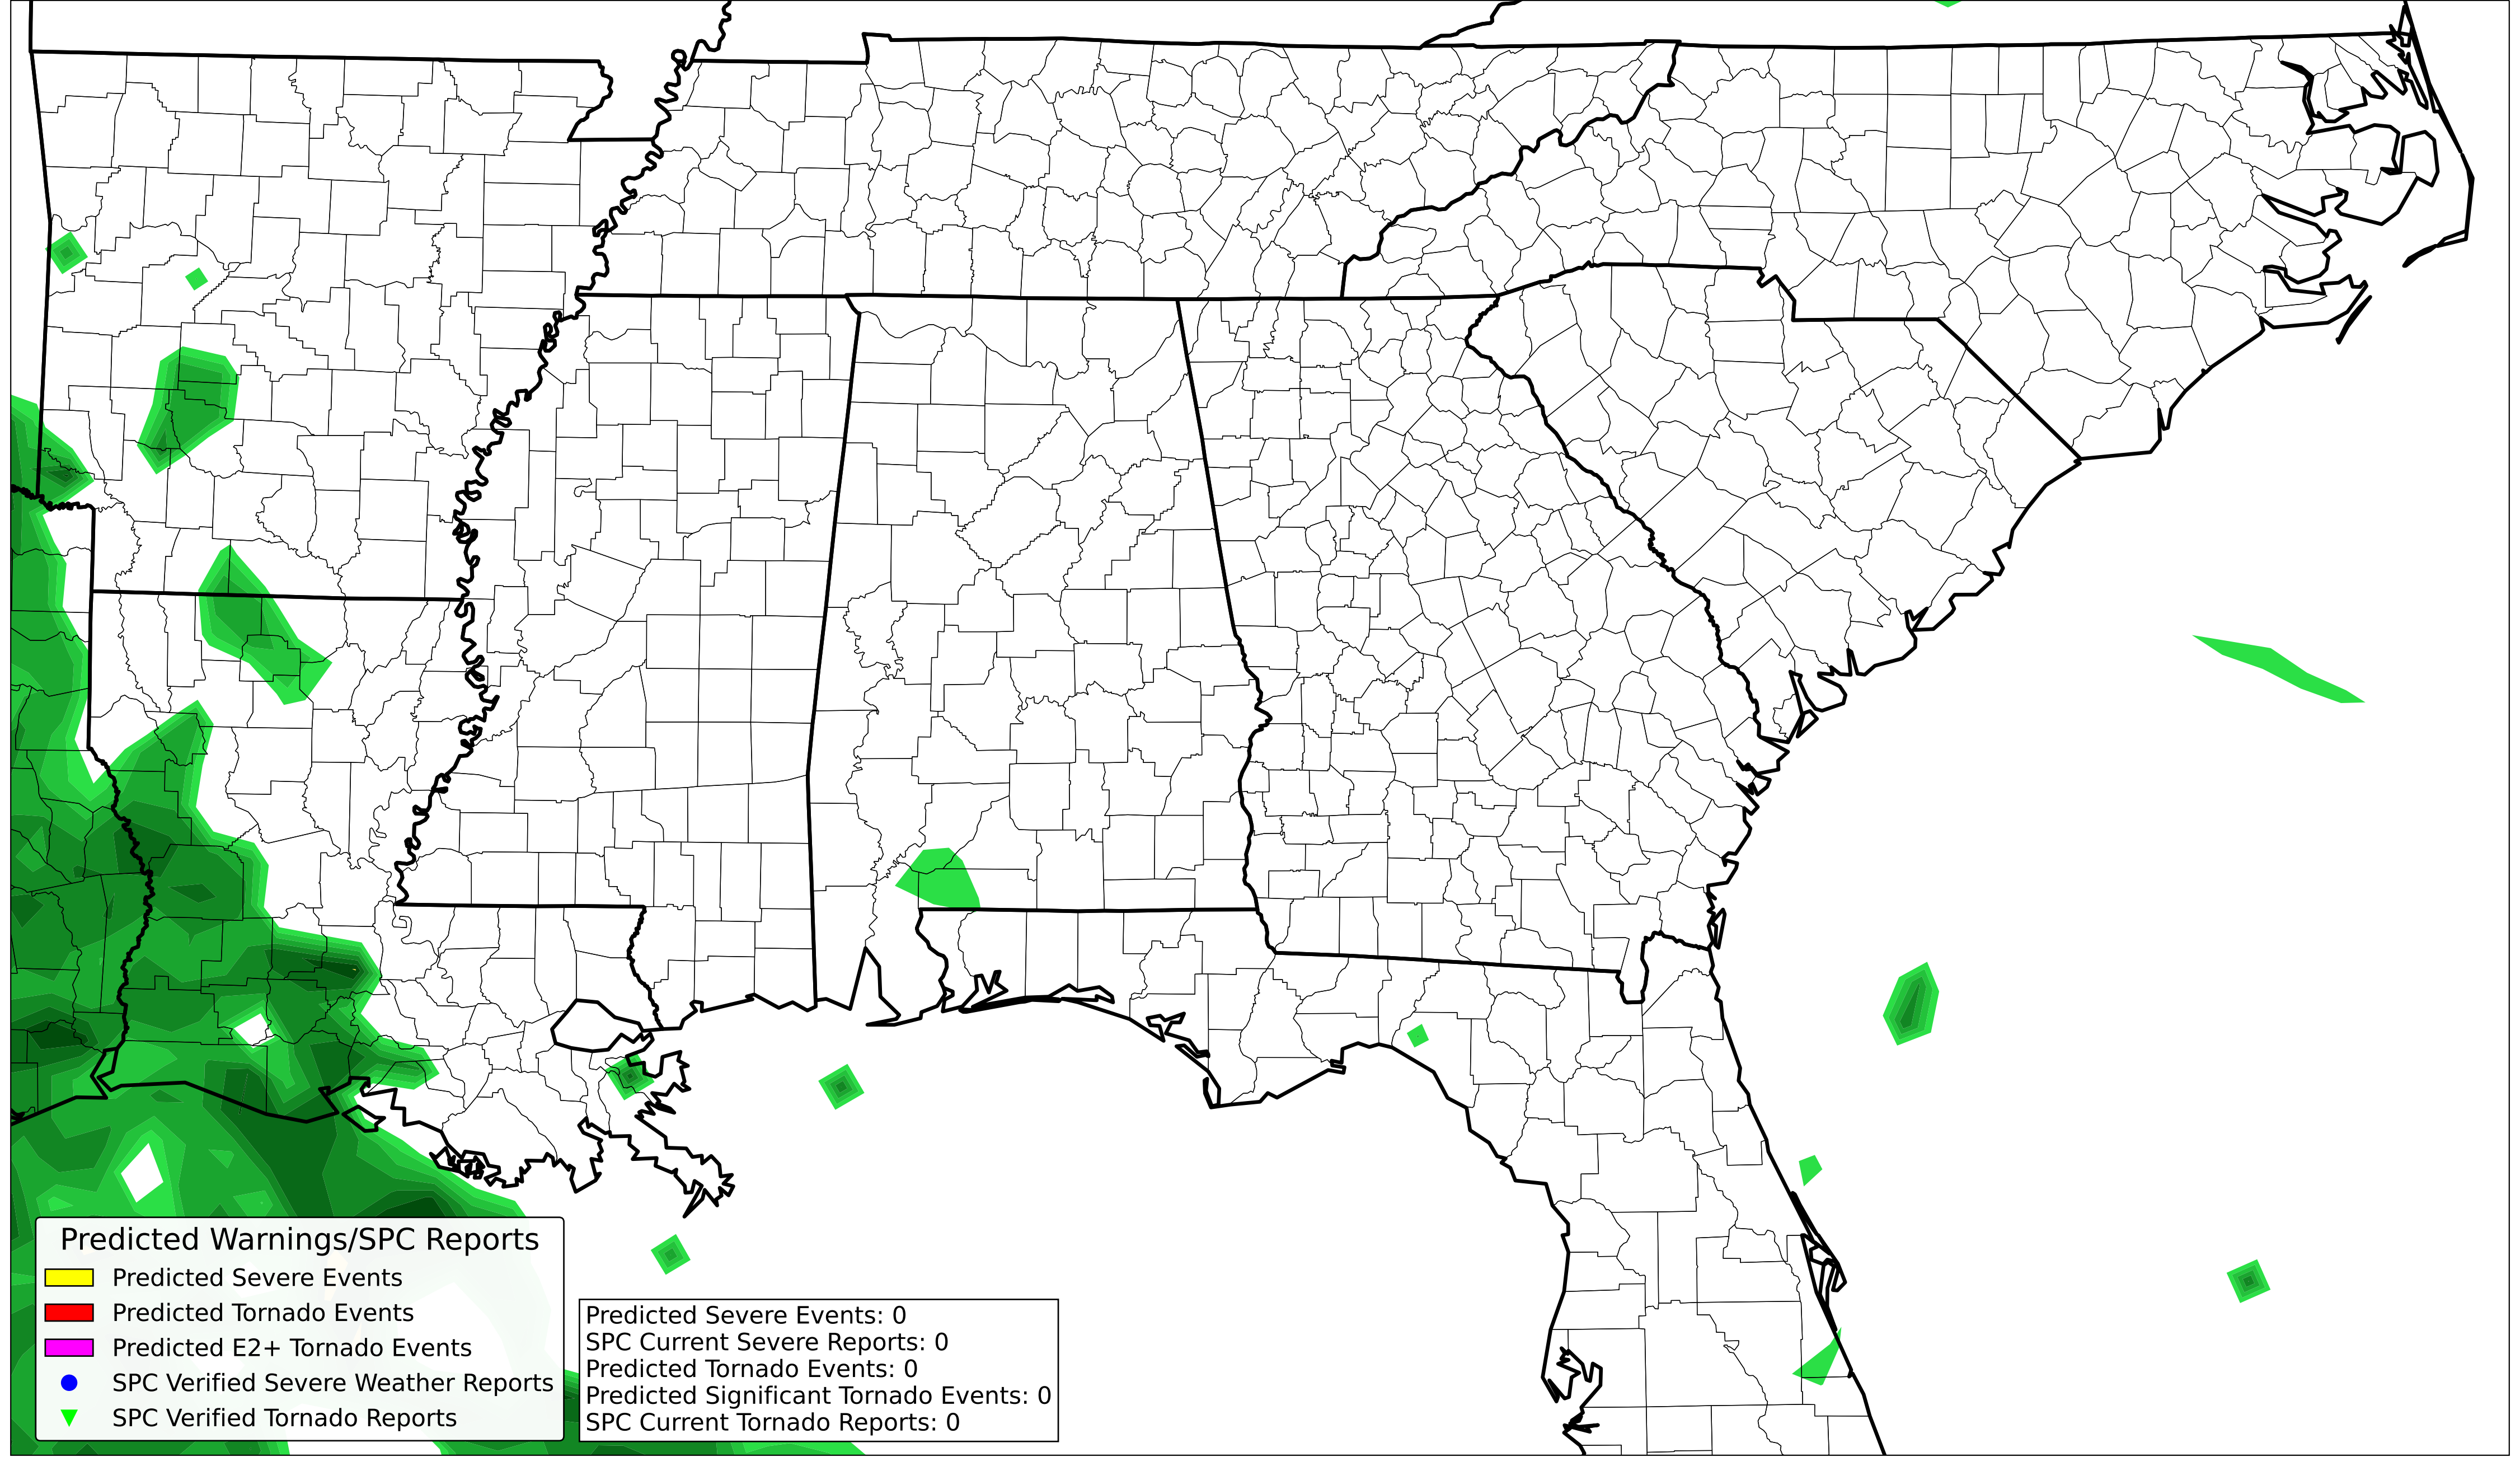 Predicted Warnings/SPC Reports
Predicted Severe Events
Predicted Tornado Events
Predicted E2+ Tornado Events
SPC Verified Severe Weather Reports
SPC Verified Tornado Reports
Predicted Severe Events: 0
SPC Current Severe Reports: 0
Predicted Tornado Events: 0
Predicted Significant Tornado Events: 0
SPC Current Tornado Reports: 0